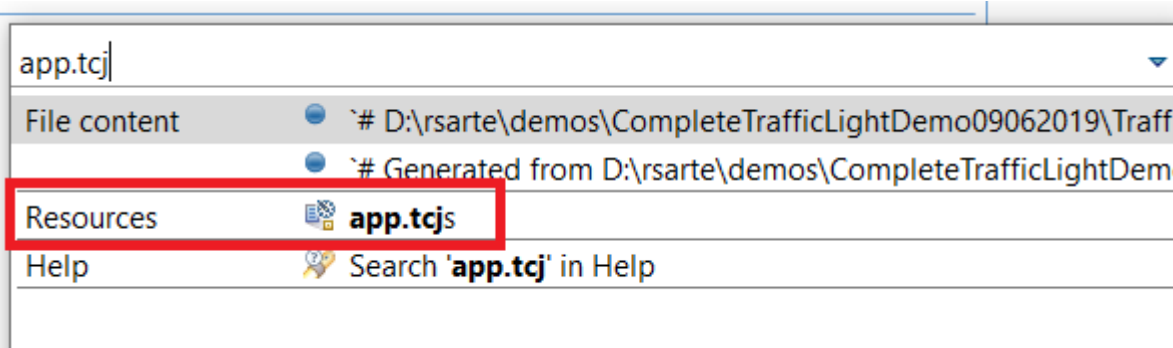 app.tcj
File content `# D:\rsarte\demos\CompleteTrafficLightDemo09062019\Traff
`# Generated from D:\rsarte\demos\CompleteTrafficLightDem
Resources app.tcjs
Help Search 'app.tcj' in Help